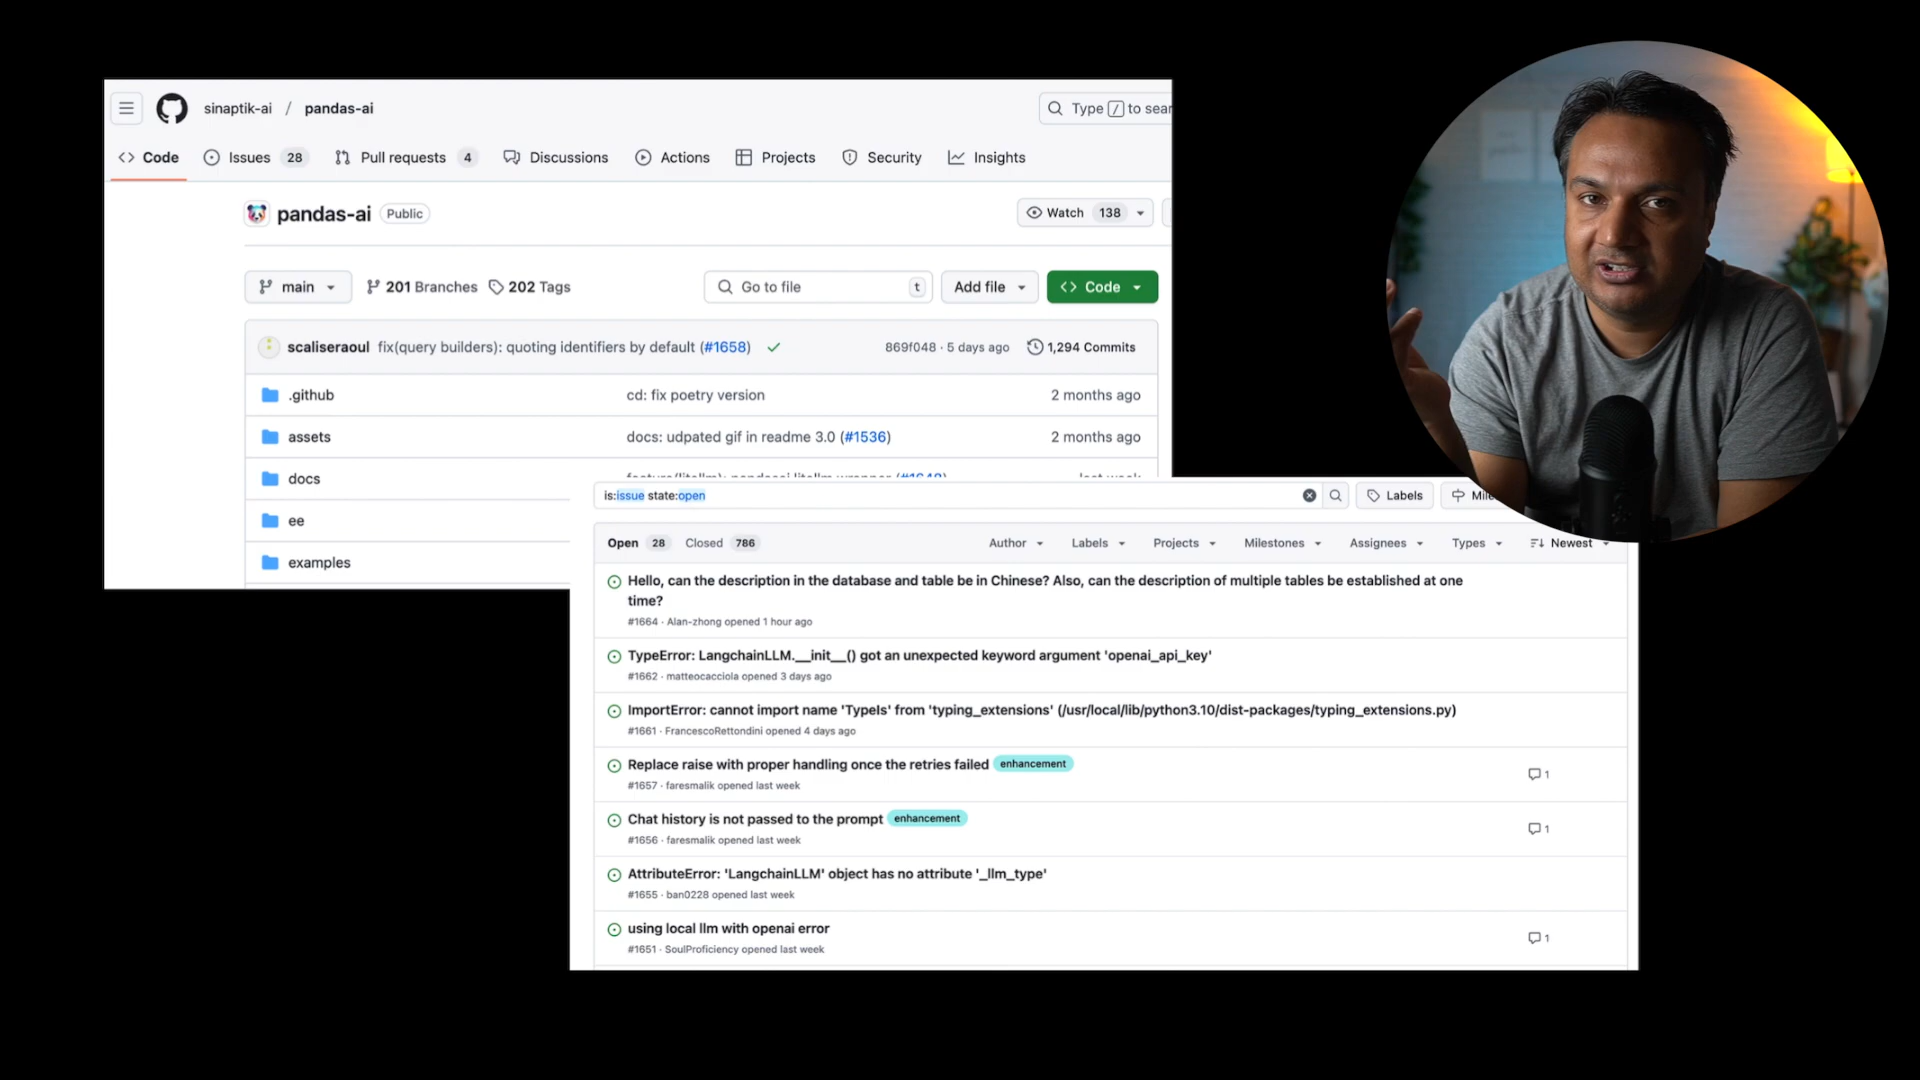 sinaptik-ai / pandas-ai
Type / to sear
Code Issues 28 Pull requests 4 Discussions Actions Projects Security Insights
pandas-ai Public
Watch 138
main 201 Branches 202 Tags Go to file t Add file Code
scaliseraoul fix(query builders): quoting identifiers by default (#1658) 869f048 · 5 days ago 1,294 Commits
.github cd: fix poetry version 2 months ago
assets docs: udpated gif in readme 3.0 (#1536) 2 months ago
docs
ee
examples
is:issue state:open Labels Mile
Open 28 Closed 786 Author Labels Projects Milestones Assignees Types Newest
Hello, can the description in the database and table be in Chinese? Also, can the description of multiple tables be established at one
time?
#1664 · Alan-zhong opened 1 hour ago
TypeError: LangchainLLM.__init__() got an unexpected keyword argument 'openai_api_key'
#1662 · matteocacciola opened 3 days ago
ImportError: cannot import name 'TypeIs' from 'typing_extensions' (/usr/local/lib/python3.10/dist-packages/typing_extensions.py)
#1661 · FrancescoRettondini opened 4 days ago
Replace raise with proper handling once the retries failed enhancement 1
#1657 · faresmalik opened last week
Chat history is not passed to the prompt enhancement 1
#1656 · faresmalik opened last week
AttributeError: 'LangchainLLM' object has no attribute '_llm_type'
#1655 · ban0228 opened last week
using local llm with openai error 1
#1651 · SoulProficiency opened last week